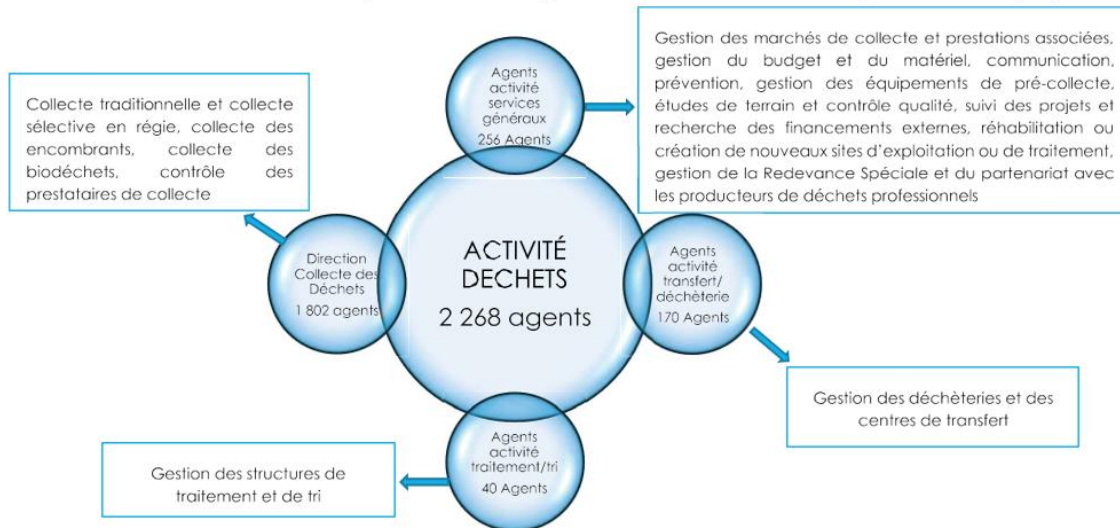 Gestion des marchés de collecte et prestations associées,
gestion du budget et du matériel, communication,
prévention, gestion des équipements de pré-collecte,
études de terrain et contrôle qualité, suivi des projets et
recherche des financements externes, réhabilitation ou
création de nouveaux sites d'exploitation ou de traitement,
gestion de la Redevance Spéciale et du partenariat avec
les producteurs de déchets professionnels
Agents
activité
services
généraux
256 Agents
Collecte traditionnelle et collecte
sélective en régie, collecte des
encombrants, collecte des
biodéchets, contrôle des
prestataires de collecte
Direction
Collecte des
Déchets
1 802 agents
ACTIVITÉ
DECHETS
2 268 agents
Agents
activité
transfert/
déchèterie
170 Agents
Gestion des déchèteries et des
centres de transfert
Agents
activité
traitement/tri
40 Agents
Gestion des structures de
traitement et de tri